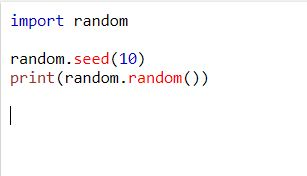 import random
random.seed(10)
print(random.random())